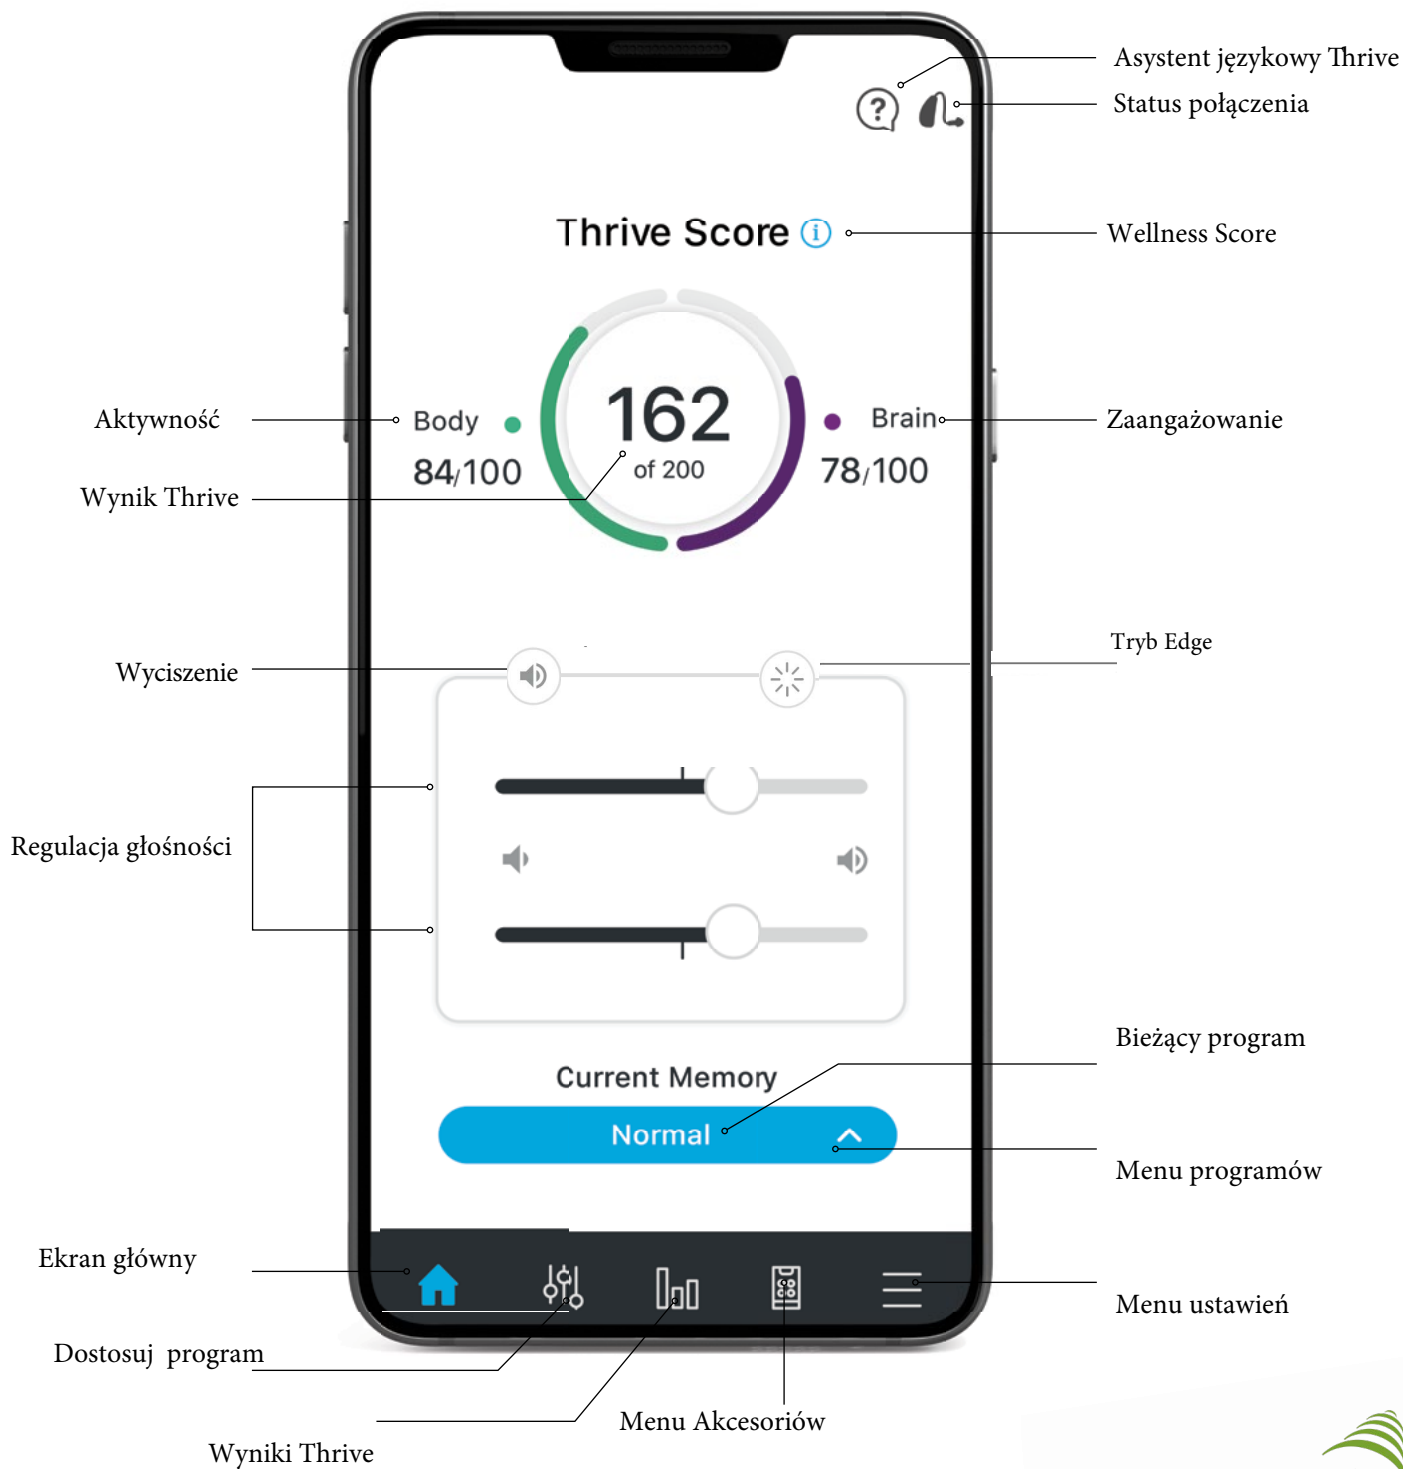 Asystent językowy Thrive
Status połączenia
Thrive Score
Wellness Score
Aktywność
Body
84/100
162
of 200
Brain
78/100
Zaangażowanie
Wynik Thrive
Tryb Edge
Wyciszenie
Regulacja głośności
Bieżący program
Current Memory
Normal
Menu programów
Ekran główny
Menu ustawień
Dostosuj program
Menu Akcesoriów
Wyniki Thrive